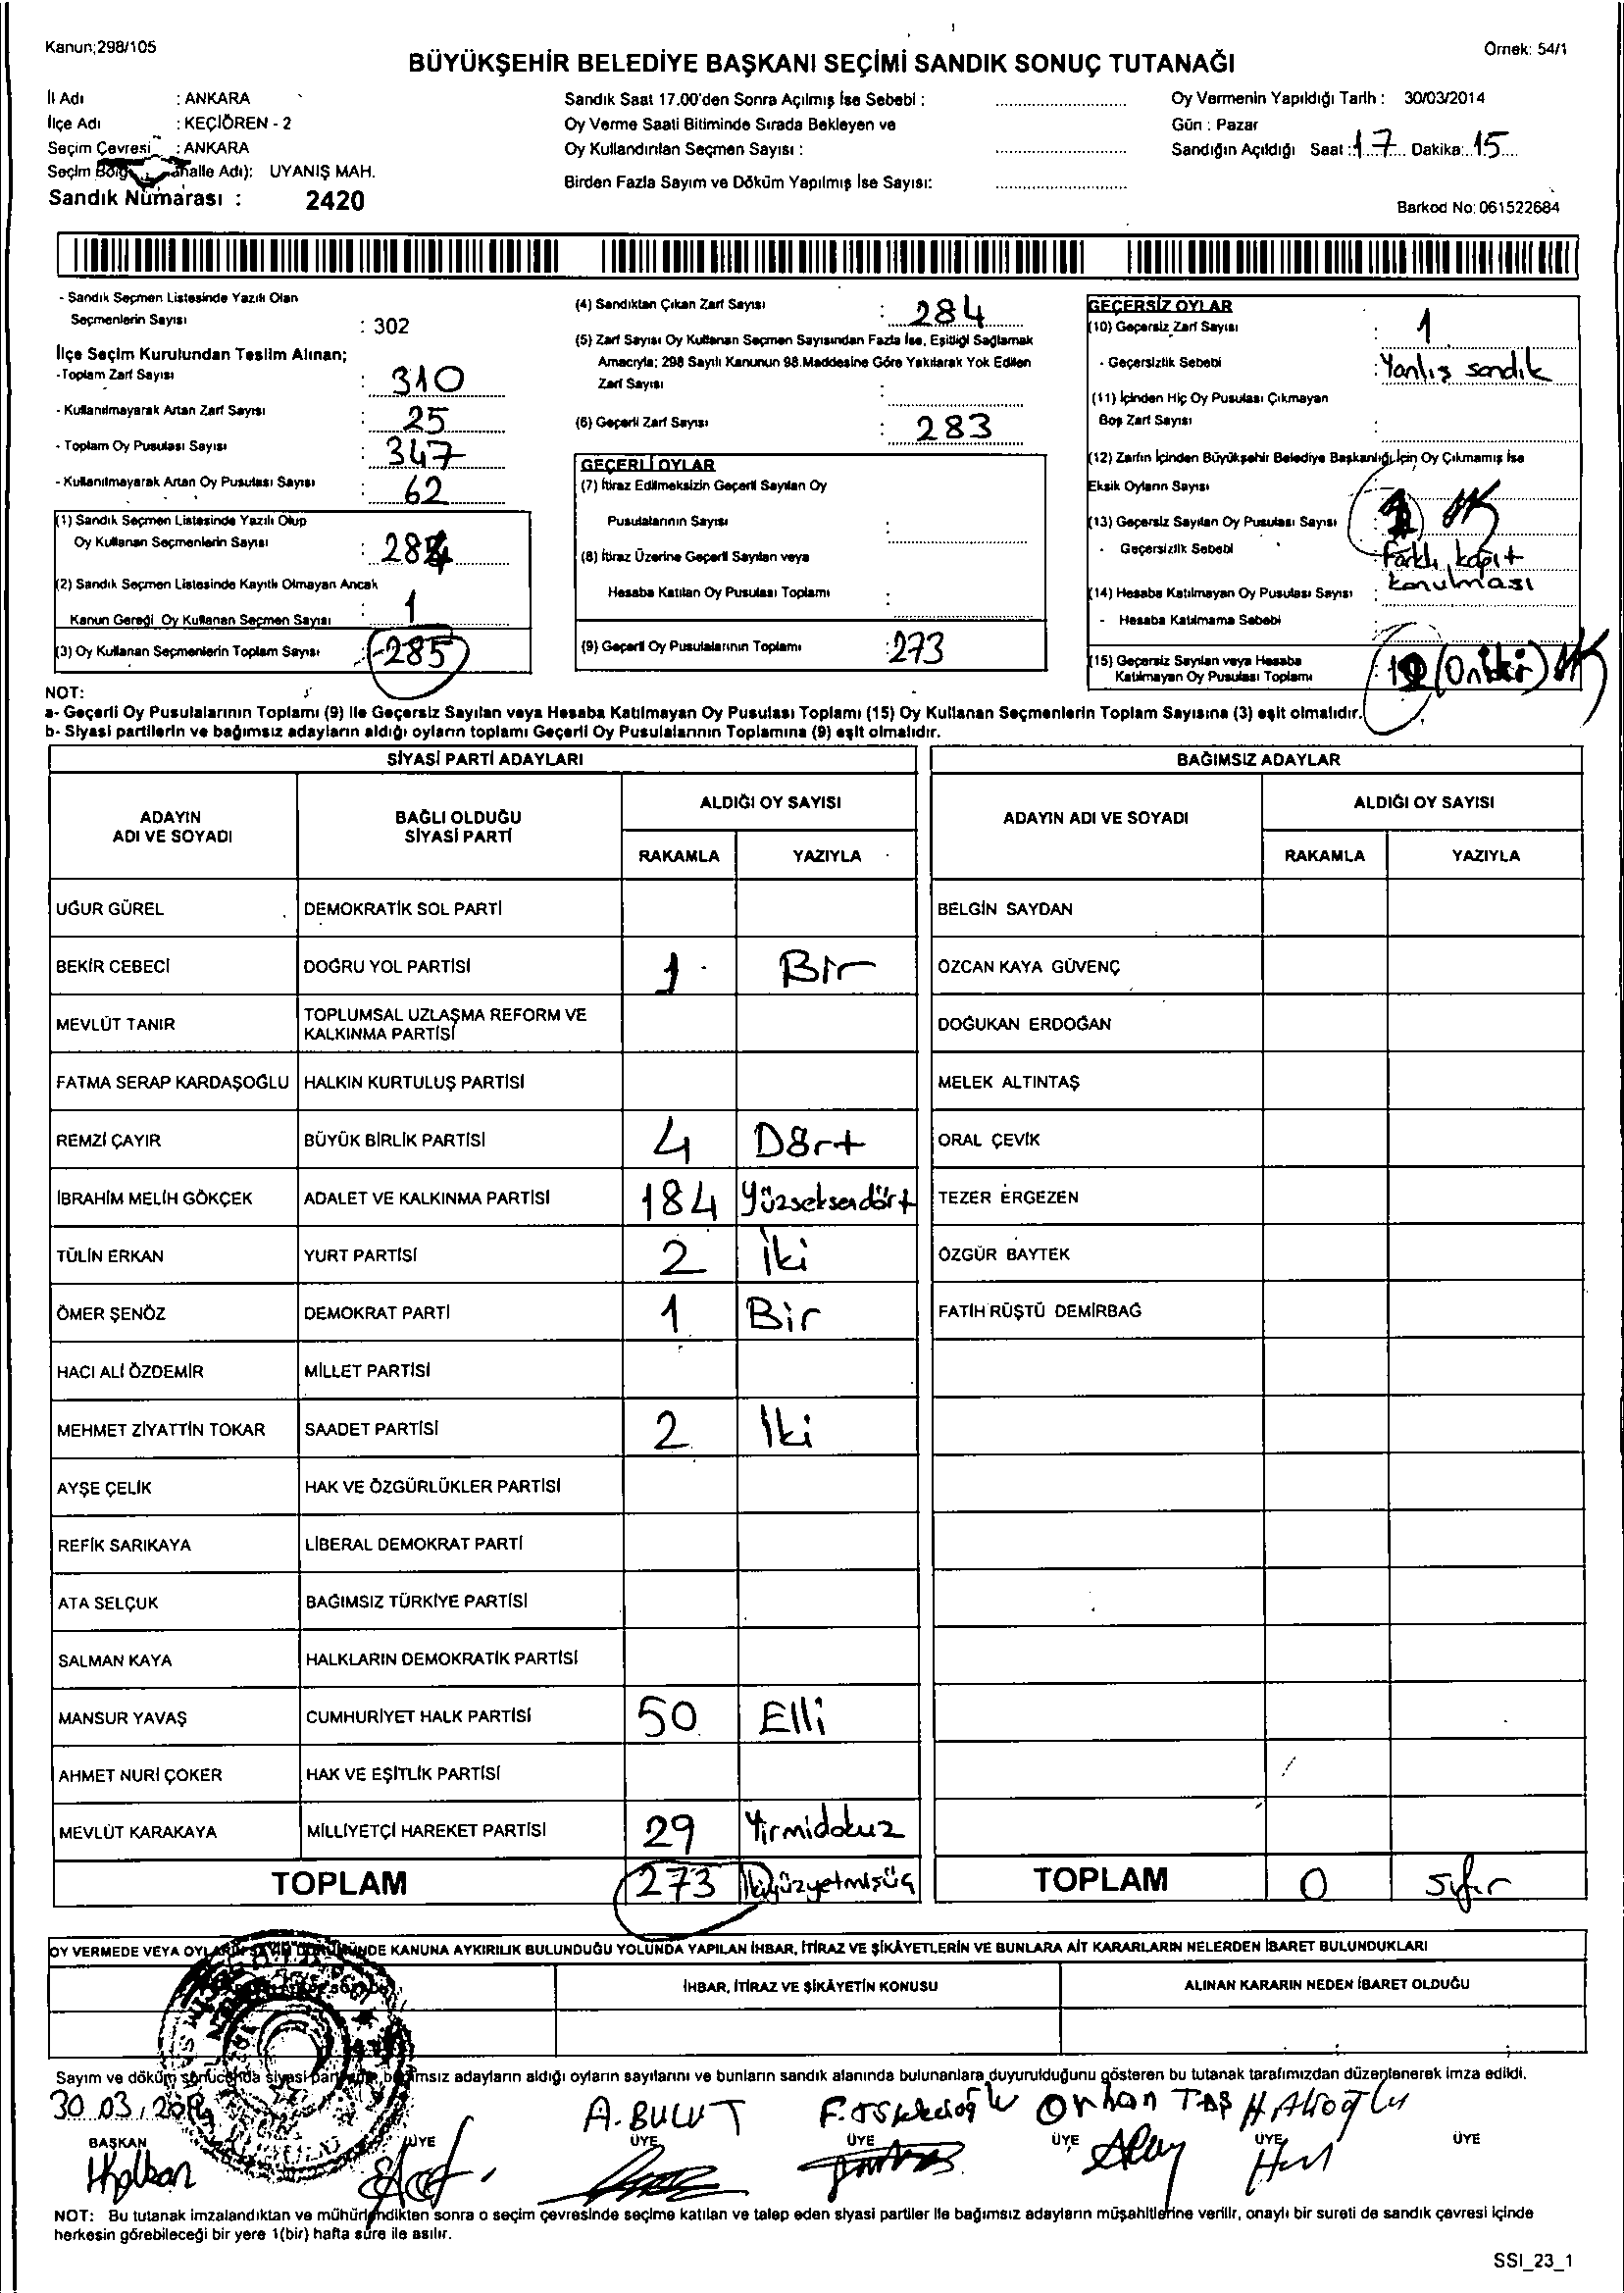 Kanun;298/105
Örnek: 54/1
BÜYÜKŞEHİR BELEDİYE BAŞKANI SEÇİMİ SANDIK SONUÇ TUTANAĞI
İl Adı : ANKARA
İlçe Adı : KEÇİÖREN - 2
Seçim Çevresi : ANKARA
Seçim halle Adı): UYANIŞ MAH.
Sandık Numarası : 2420
Sandık Saat 17.00'den Sonra Açılmış İse Sebebi :
Oy Verme Saati Bitiminde Sırada Bekleyen ve
Oy Kullandırılan Seçmen Sayısı :
Birden Fazla Sayım ve Döküm Yapılmış İse Sayısı:
Oy Vermenin Yapıldığı Tarih : 30/03/2014
Gün : Pazar
Sandığın Açıldığı Saat : 17 Dakika: 15
Barkod No: 061522684
- Sandık Seçmen Listesinde Yazılı Olan
Seçmenlerin Sayısı : 302
İlçe Seçim Kurulundan Teslim Alınan;
-Toplam Zarf Sayısı : 310
- Kullanılmayarak Artan Zarf Sayısı : 25
- Toplam Oy Pusulası Sayısı : 347
- Kullanılmayarak Artan Oy Pusulası Sayısı : 62
(1) Sandık Seçmen Listesinde Yazılı Olup
Oy Kullanan Seçmenlerin Sayısı : 284
(2) Sandık Seçmen Listesinde Kayıtlı Olmayan Ancak
Kanun Gereği Oy Kullanan Seçmen Sayısı : 1
(3) Oy Kullanan Seçmenlerin Toplam Sayısı : 285
(4) Sandıktan Çıkan Zarf Sayısı : 284
(5) Zarf Sayısı Oy Kullanan Seçmen Sayısından Fazla İse, Eşitliği Sağlamak
Amacıyla; 298 Sayılı Kanunun 98.Maddesine Göre Yakılarak Yok Edilen
Zarf Sayısı :
(6) Geçerli Zarf Sayısı : 283
GEÇERLİ OYLAR
(7) İtiraz Edilmeksizin Geçerli Sayılan Oy
Pusulalarının Sayısı :
(8) İtiraz Üzerine Geçerli Sayılan veya
Hesaba Katılan Oy Pusulası Toplamı :
(9) Geçerli Oy Pusulalarının Toplamı : 273
GEÇERSİZ OYLAR
(10) Geçersiz Zarf Sayısı : 1
- Geçersizlik Sebebi : Yanlış sandık
(11) İçinden Hiç Oy Pusulası Çıkmayan
Boş Zarf Sayısı :
(12) Zarfın İçinden Büyükşehir Belediye Başkanlığı İçin Oy Çıkmamış İse
Eksik Oyların Sayısı
(13) Geçersiz Sayılan Oy Pusulası Sayısı
- Geçersizlik Sebebi Farklı kağıt
konulması
(14) Hesaba Katılmayan Oy Pusulası Sayısı :
- Hesaba Katılmama Sebebi
(15) Geçersiz Sayılan veya Hesaba
Katılmayan Oy Pusulası Toplamı : 12 (Oniki)
NOT:
a- Geçerli Oy Pusulalarının Toplamı (9) İle Geçersiz Sayılan veya Hesaba Katılmayan Oy Pusulası Toplamı (15) Oy Kullanan Seçmenlerin Toplam Sayısına (3) eşit olmalıdır.
b- Siyasi partilerin ve bağımsız adayların aldığı oyların toplamı Geçerli Oy Pusulalarının Toplamına (9) eşit olmalıdır.
SİYASİ PARTİ ADAYLARI
BAĞIMSIZ ADAYLAR
ADAYIN ADI VE SOYADI
BAĞLI OLDUĞU SİYASİ PARTİ
ALDIĞI OY SAYISI
RAKAMLA YAZIYLA
ADAYIN ADI VE SOYADI
ALDIĞI OY SAYISI
RAKAMLA YAZIYLA
UĞUR GÜREL DEMOKRATİK SOL PARTİ BELGİN SAYDAN
BEKİR CEBECİ DOĞRU YOL PARTİSİ 1 Bir ÖZCAN KAYA GÜVENÇ
MEVLÜT TANIR TOPLUMSAL UZLAŞMA REFORM VE KALKINMA PARTİSİ DOĞUKAN ERDOĞAN
FATMA SERAP KARDAŞOĞLU HALKIN KURTULUŞ PARTİSİ MELEK ALTINTAŞ
REMZİ ÇAYIR BÜYÜK BİRLİK PARTİSİ 4 Dört ORAL ÇEVİK
İBRAHİM MELİH GÖKÇEK ADALET VE KALKINMA PARTİSİ 184 Yüzseksendört TEZER ERGEZEN
TÜLİN ERKAN YURT PARTİSİ 2 İki ÖZGÜR BAYTEK
ÖMER ŞENÖZ DEMOKRAT PARTİ 1 Bir FATİH RÜŞTÜ DEMİRBAĞ
HACI ALİ ÖZDEMİR MİLLET PARTİSİ
MEHMET ZİYATTİN TOKAR SAADET PARTİSİ 2 İki
AYŞE ÇELİK HAK VE ÖZGÜRLÜKLER PARTİSİ
REFİK SARIKAYA LİBERAL DEMOKRAT PARTİ
ATA SELÇUK BAĞIMSIZ TÜRKİYE PARTİSİ
SALMAN KAYA HALKLARIN DEMOKRATİK PARTİSİ
MANSUR YAVAŞ CUMHURİYET HALK PARTİSİ 50 Elli
AHMET NURİ ÇOKER HAK VE EŞİTLİK PARTİSİ
MEVLÜT KARAKAYA MİLLİYETÇİ HAREKET PARTİSİ 29 Yirmidokuz
TOPLAM 273 İkiyüzyetmişüç TOPLAM 0 sıfır
OY VERMEDE VEYA KANUNA AYKIRILIK BULUNDUĞU YOLUNDA YAPILAN İHBAR, İTİRAZ VE ŞİKÂYETLERİN VE BUNLARA AİT KARARLARIN NELERDEN İBARET BULUNDUKLARI
İHBAR, İTİRAZ VE ŞİKÂYETİN KONUSU
ALINAN KARARIN NEDEN İBARET OLDUĞU
Sayım ve döküm sonucunda siyasi bağımsız adayların aldığı oyların sayılarını ve bunların sandık alanında bulunanlara duyurulduğunu gösteren bu tutanak tarafımızdan düzenlenerek imza edildi.
30.03.2014
A.BULUT Orhan TAŞ H.Alioğlu
BAŞKAN ÜYE ÜYE ÜYE ÜYE ÜYE ÜYE
NOT: Bu tutanak imzalandıktan ve mühürlendikten sonra o seçim çevresinde seçime katılan ve talep eden siyasi partiler ile bağımsız adayların müşahitlerine verilir, onaylı bir sureti de sandık çevresi içinde
herkesin görebileceği bir yere 1(bir) hafta süre ile asılır.
SSI_23_1